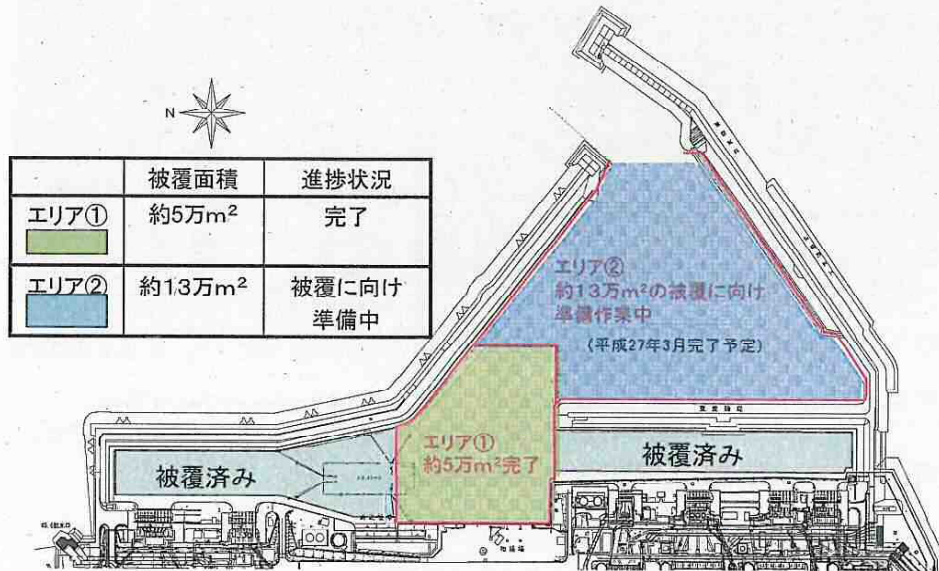 N
被覆面積 進捗状況
エリア① 約5万m² 完了
エリア② 約13万m² 被覆に向け
準備中
エリア②
約13万m²の被覆に向け
準備作業中
(平成27年3月完了予定)
エリア①
約5万m²完了
被覆済み
被覆済み